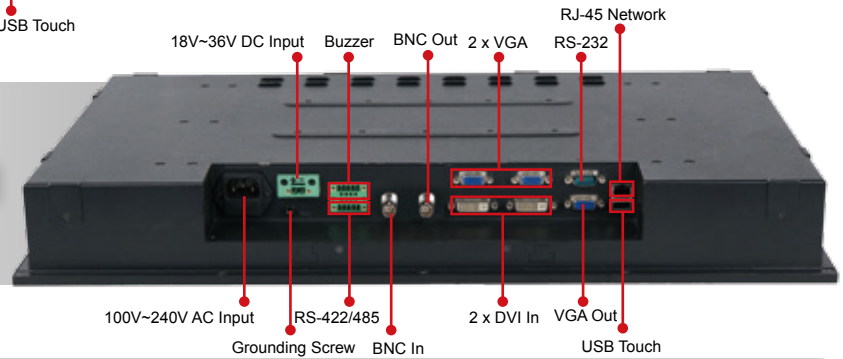 USB Touch
RJ-45 Network
18V~36V DC Input
Buzzer
BNC Out
2 x VGA
RS-232
100V~240V AC Input
RS-422/485
2 x DVI In
VGA Out
Grounding Screw
BNC In
USB Touch